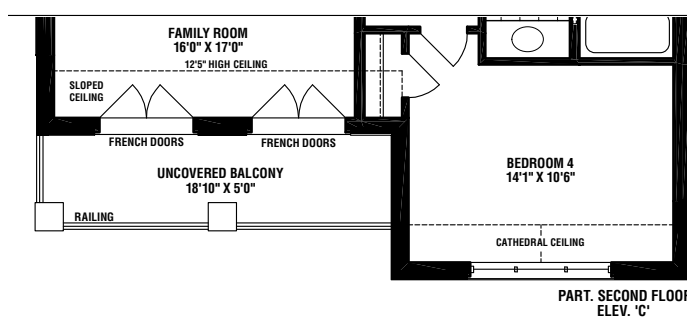 FAMILY ROOM
16'0" X 17'0"
12'5" HIGH CEILING
SLOPED
CEILING
FRENCH DOORS
FRENCH DOORS
UNCOVERED BALCONY
18'10" X 5'0"
BEDROOM 4
14'1" X 10'6"
RAILING
CATHEDRAL CEILING
PART. SECOND FLOOR
ELEV. 'C'